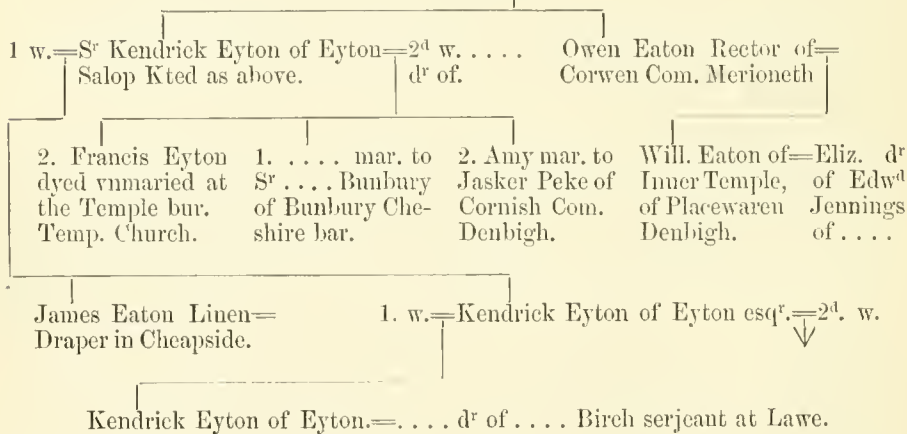 1 w.=Sr Kendrick Eyton of Eyton=2d w. . . . .
Salop Kted as above.
dr of.
Owen Eaton Rector of=
Corwen Com. Merioneth
2. Francis Eyton
dyed vnmaried at
the Temple bur.
Temp. Church.
1. . . . . mar. to
Sr . . . . Bunbury
of Bunbury Che-
shire bar.
2. Amy mar. to
Jasker Peke of
Cornish Com.
Denbigh.
Will. Eaton of=
Inner Temple,
of Placewaren
Denbigh.
Eliz. dr
of Edwd
Jennings
of . . . .
James Eaton Linen=
Draper in Cheapside.
1. w.=Kendrick Eyton of Eyton esqr.=2d. w.
Kendrick Eyton of Eyton.=. . . . dr of . . . . Birch serjeant at Lawe.